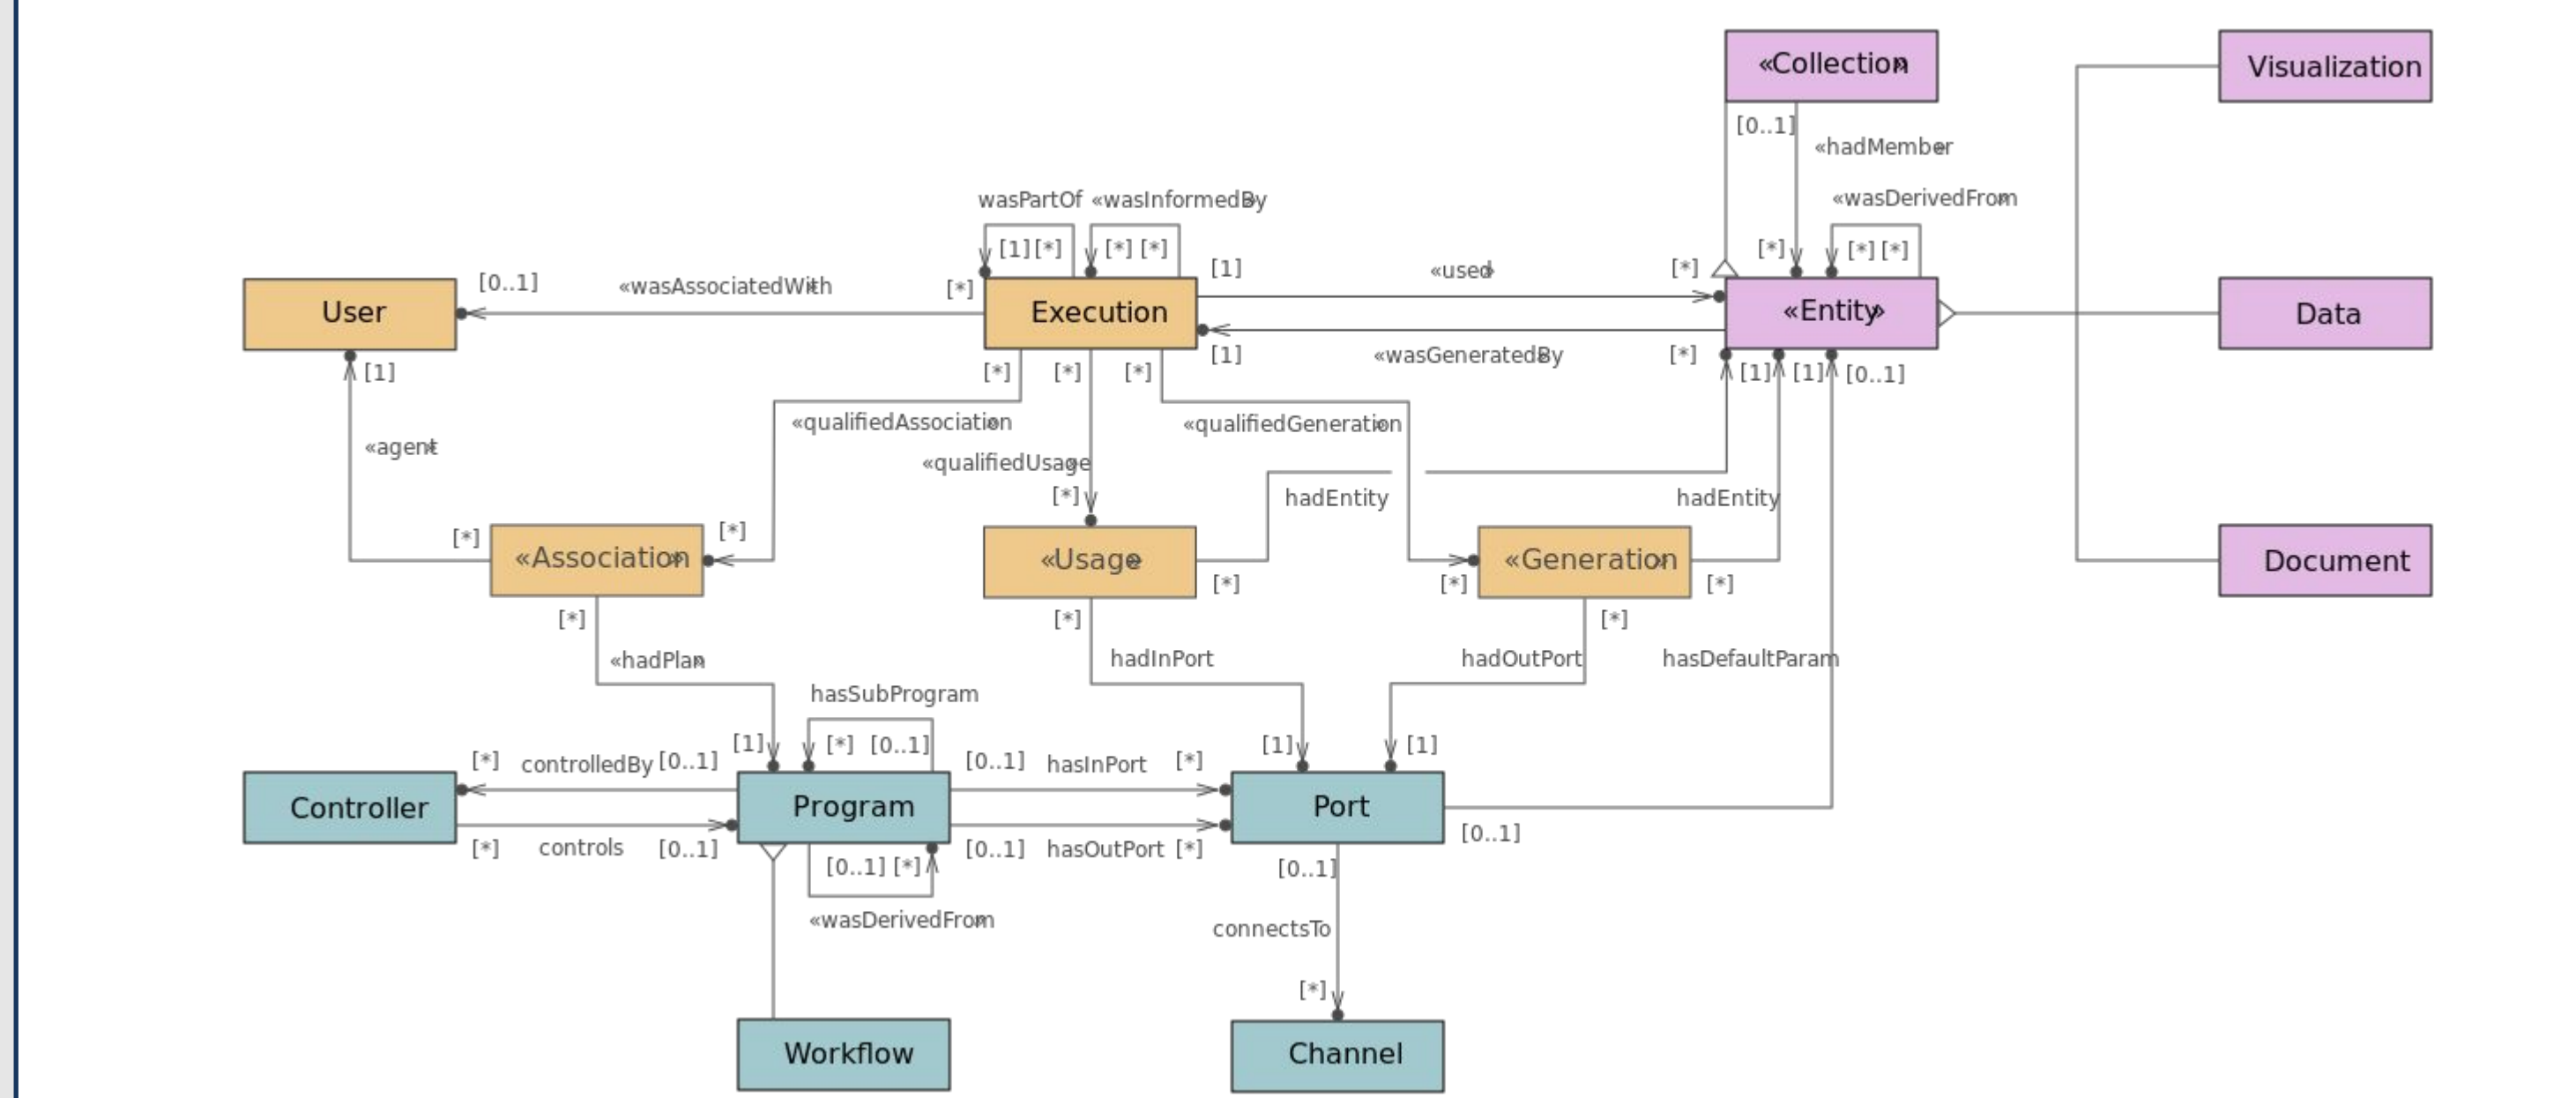 «Collection»
Visualization
[0..1]
«hadMember»
wasPartOf «wasInformedBy»
«wasDerivedFrom»
[1] [*] [*] [*]
[*] [*] [*]
[0..1] «wasAssociatedWith» [*]
[1] «used» [*]
User
Execution
«Entity»
Data
[1] «wasGeneratedBy» [*]
[1]
[*] [*] [*]
[1] [1] [0..1]
«qualifiedAssociation»
«qualifiedGeneration»
«agent»
«qualifiedUsage»
[*]
hadEntity
hadEntity
[*] [*]
«Association»
«Usage»
«Generation»
Document
[*] [*] [*]
[*] [*] [*]
«hadPlan»
hadInPort
hadOutPort
hasDefaultParam
hasSubProgram
[1] [*] [0..1]
[1] [1]
[*] controlledBy [0..1]
[0..1] hasInPort [*]
Controller
Program
Port
[*] controls [0..1]
[0..1] hasOutPort [*]
[0..1]
[0..1] [*]
[0..1]
«wasDerivedFrom»
connectsTo
[*]
Workflow
Channel